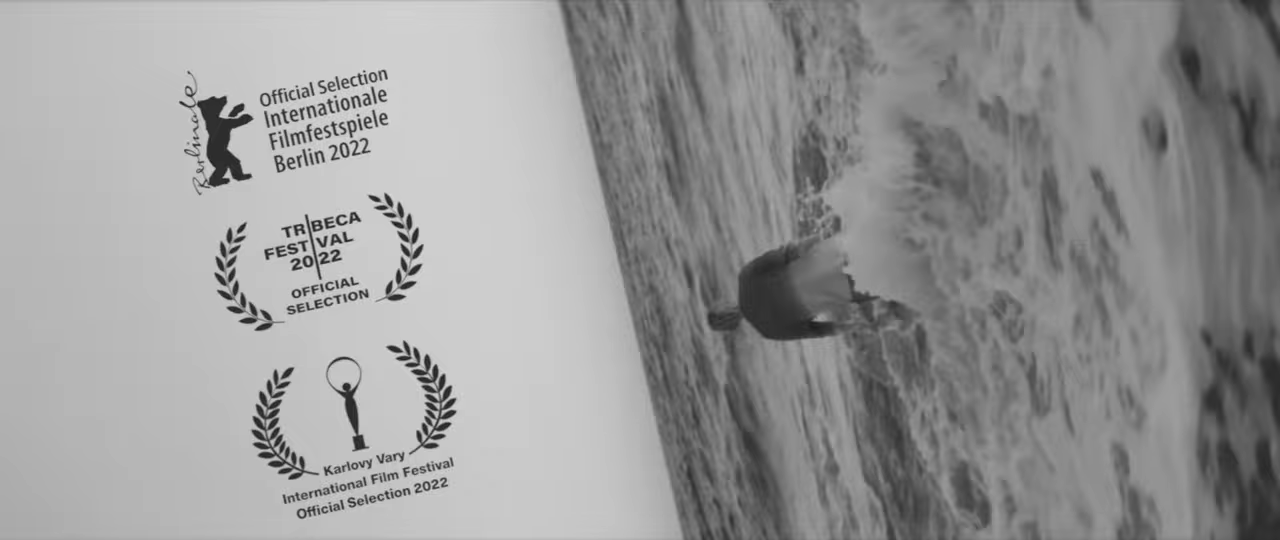 Berlinale
Official Selection
Internationale
Filmfestspiele
Berlin 2022
TRIBECA
FESTIVAL
2022
OFFICIAL
SELECTION
Karlovy Vary
International Film Festival
Official Selection 2022